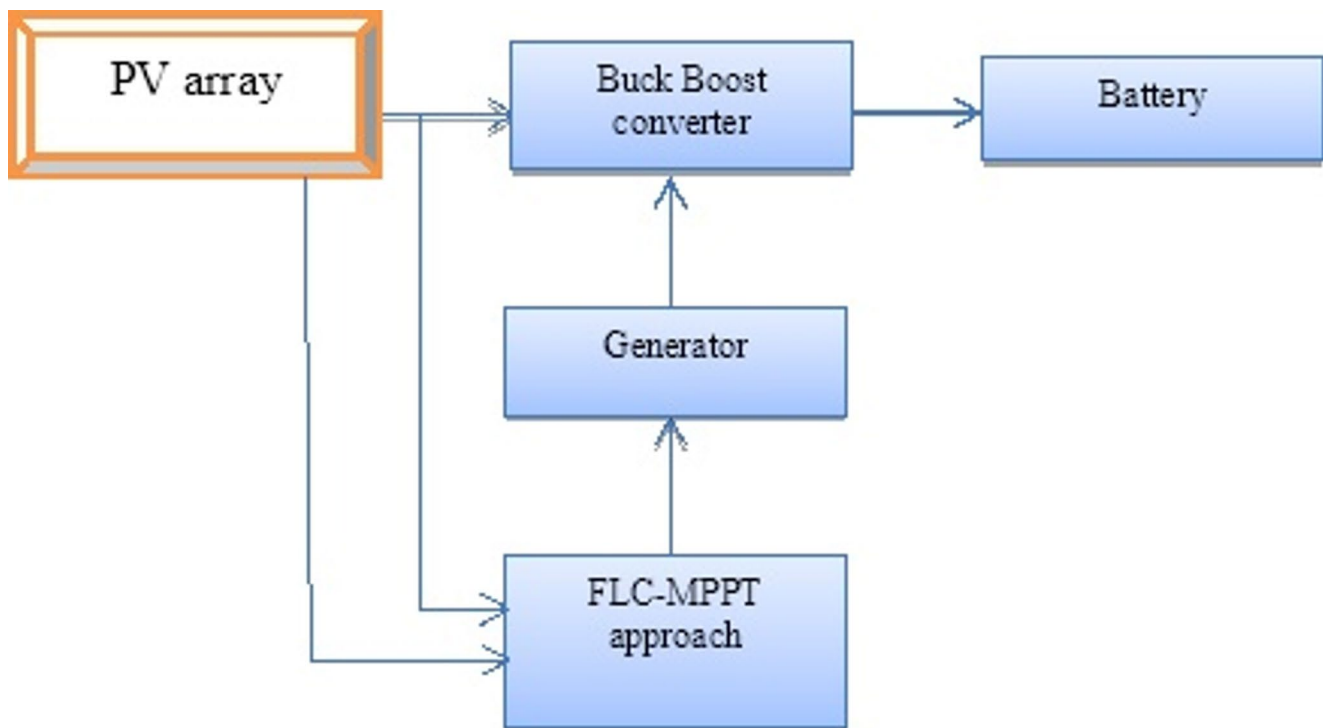 PV array
Buck Boost
converter
Battery
Generator
FLC-MPPT
approach